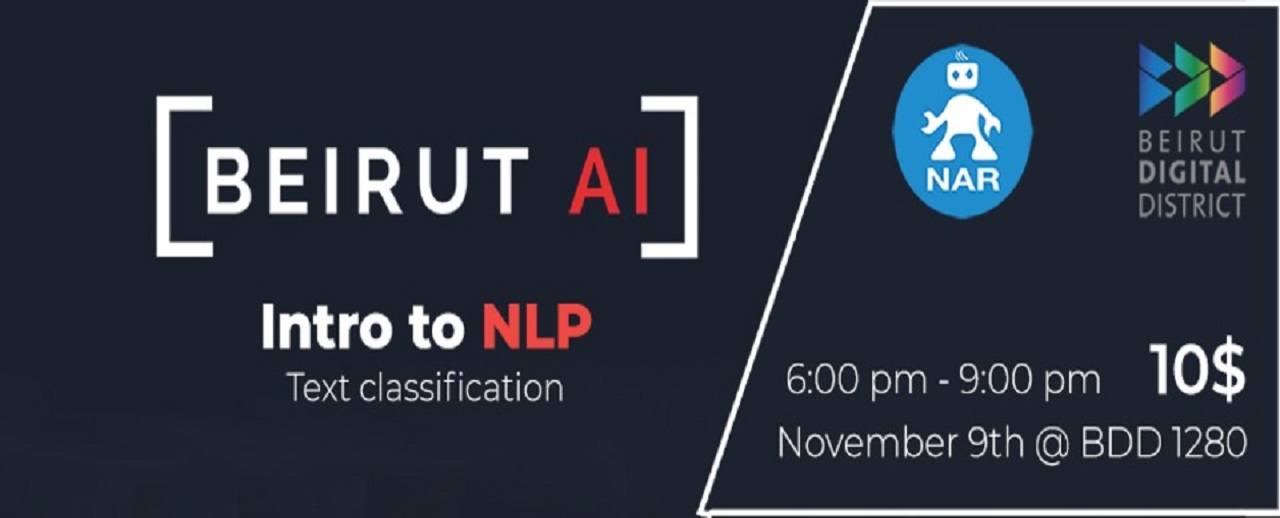 [BEIRUT AI]
Intro to NLP
Text classification
NAR
BEIRUT
DIGITAL
DISTRICT
6:00 pm - 9:00 pm 10$
November 9th @ BDD 1280